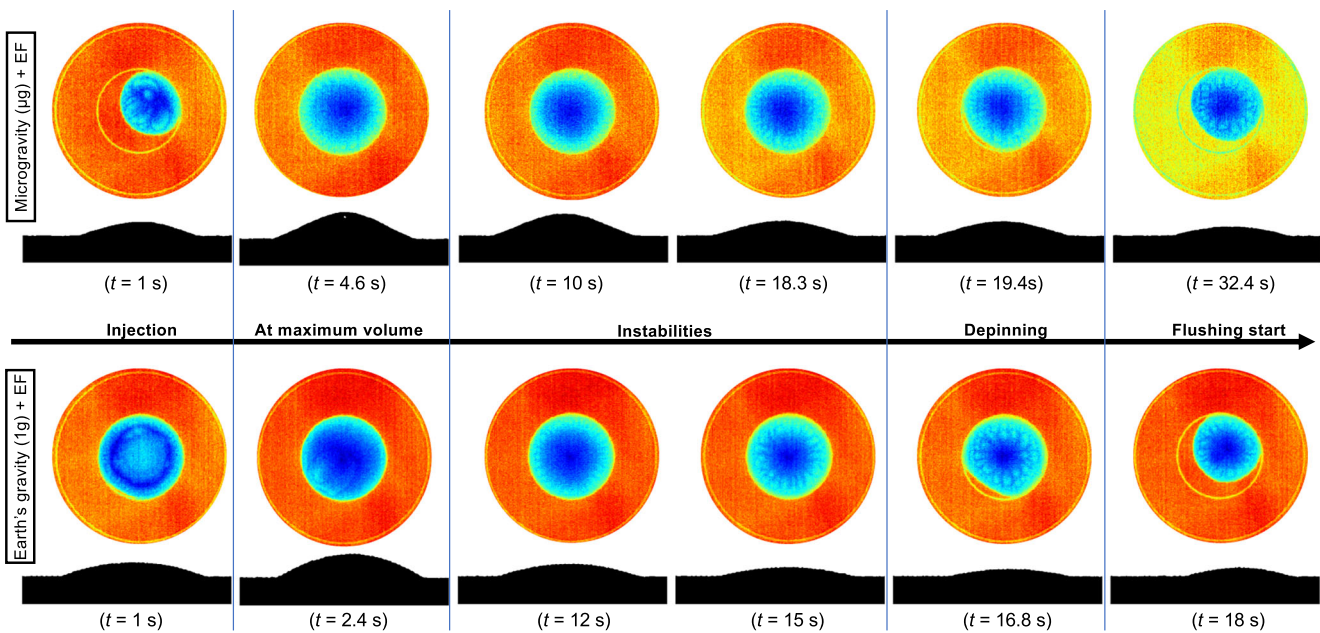 Microgravity (µg) + EF
(t = 1 s)
(t = 4.6 s)
(t = 10 s)
(t = 18.3 s)
(t = 19.4s)
(t = 32.4 s)
Injection
At maximum volume
Instabilities
Depinning
Flushing start
Earth's gravity (1g) + EF
(t = 1 s)
(t = 2.4 s)
(t = 12 s)
(t = 15 s)
(t = 16.8 s)
(t = 18 s)